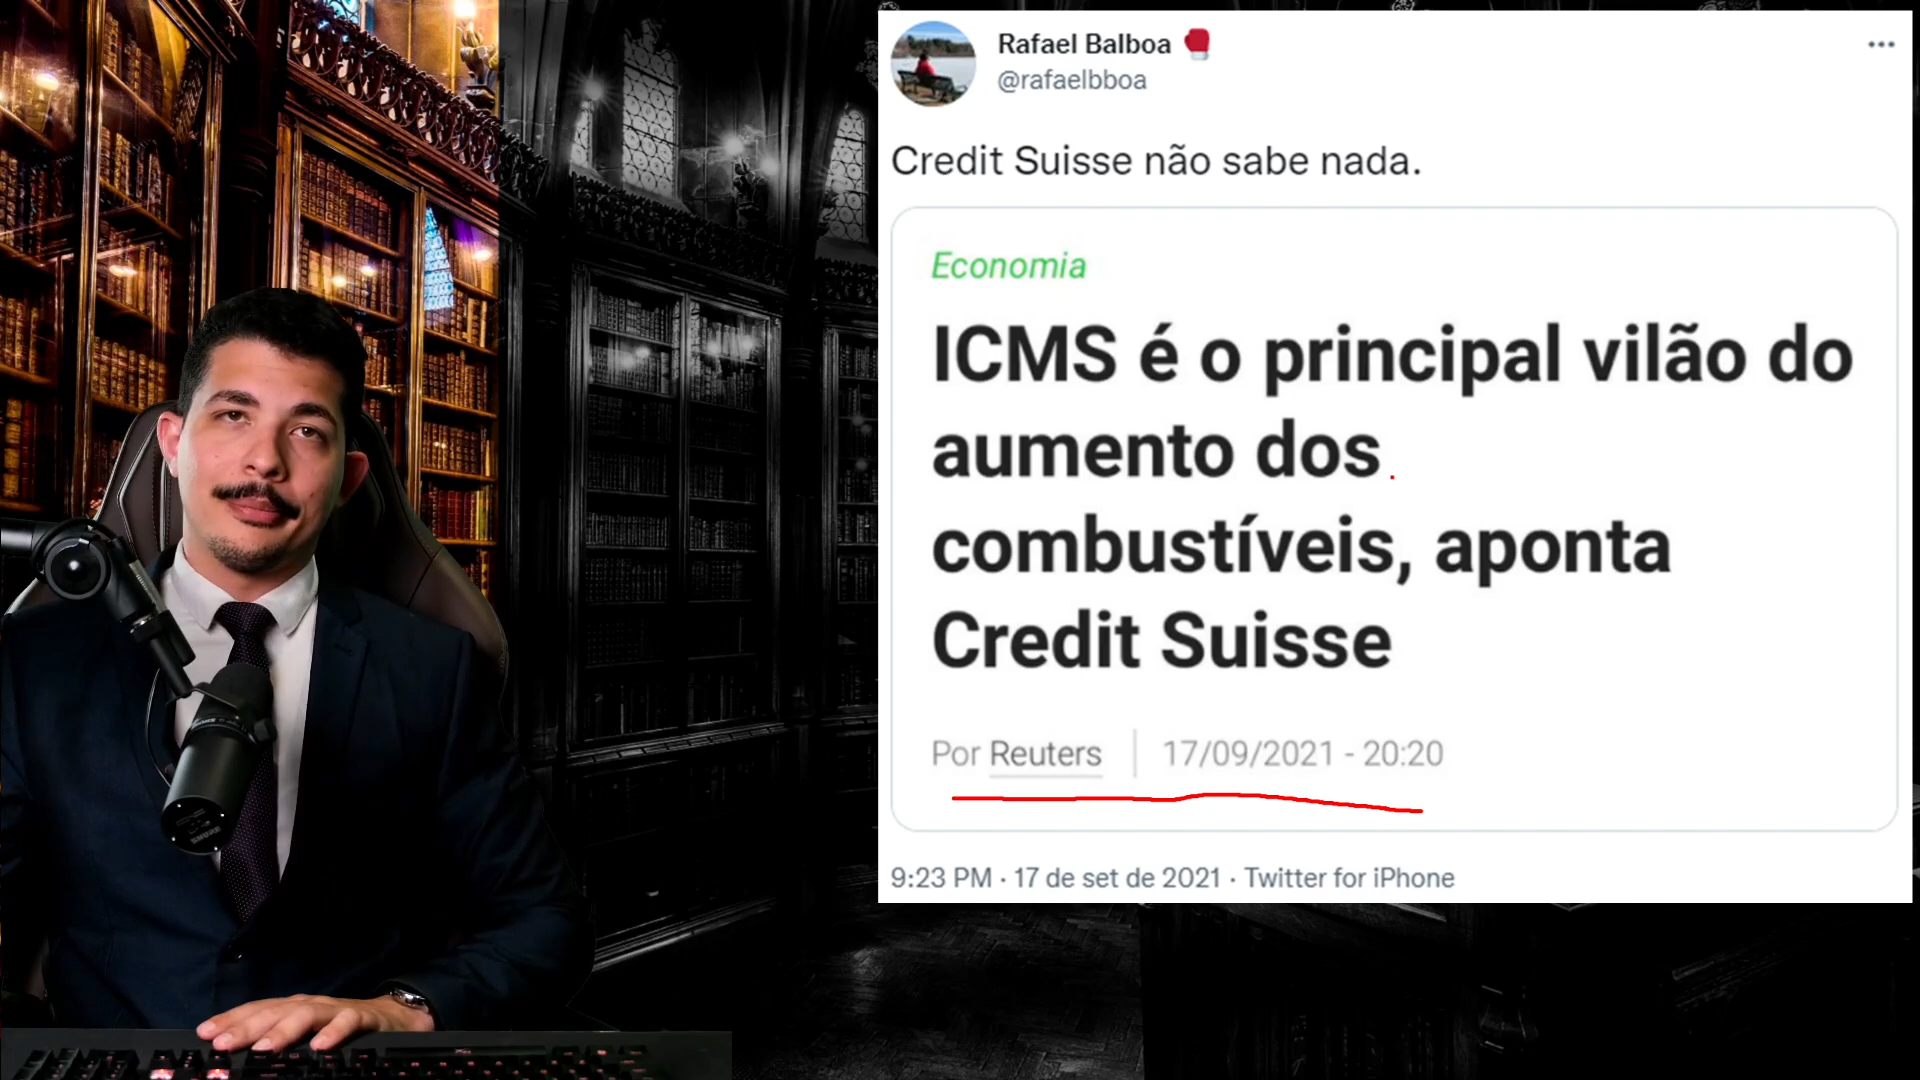 Rafael Balboa 🥊
@rafaelbboa
Credit Suisse não sabe nada.
Economia
ICMS é o principal vilão do
aumento dos
combustíveis, aponta
Credit Suisse
Por Reuters | 17/09/2021 - 20:20
9:23 PM · 17 de set de 2021 · Twitter for iPhone